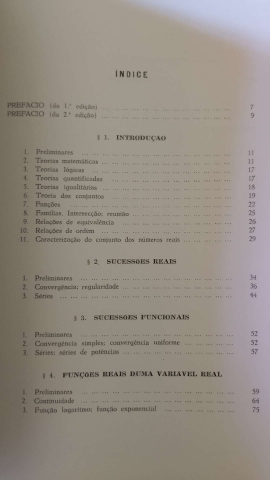 ÍNDICE
PREFÁCIO (da 1.ª edição) ... 7
PREFÁCIO (da 2.ª edição) ... 9
§ 1. INTRODUÇÃO
1. Preliminares ... 11
2. Teorias matemáticas ... 11
3. Teorias lógicas ... 17
4. Teorias quantificadas ... 17
5. Teorias igualitárias ... 18
6. Teoria dos conjuntos ... 19
7. Funções ... 22
8. Famílias. Intersecção; reunião ... 25
9. Relações de equivalência ... 26
10. Relações de ordem ... 27
11. Caracterização do conjunto dos números reais ... 29
§ 2. SUCESSÕES REAIS
1. Preliminares ... 34
2. Convergência; regularidade ... 36
3. Séries ... 44
§ 3. SUCESSÕES FUNCIONAIS
1. Preliminares ... 52
2. Convergência simples; convergência uniforme ... 52
3. Séries; séries de potências ... 57
§ 4. FUNÇÕES REAIS DUMA VARIÁVEL REAL
1. Preliminares ... 59
2. Continuidade ... 64
3. Função logaritmo; função exponencial ... 75